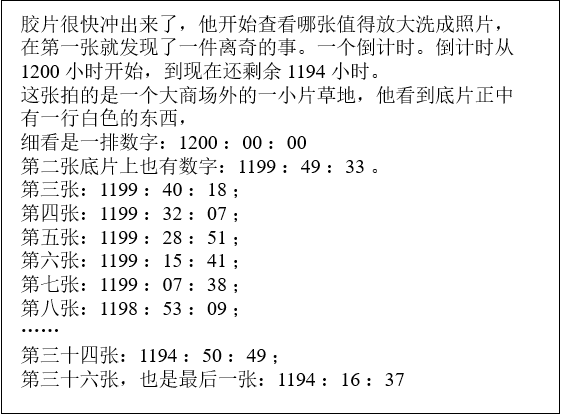 胶片很快冲出来了，他开始查看哪张值得放大洗成照片，
在第一张就发现了一件离奇的事。一个倒计时。倒计时从
1200 小时开始，到现在还剩余 1194 小时。
这张拍的是一个大商场外的一小片草地，他看到底片正中
有一行白色的东西，
细看是一排数字：1200：00：00
第二张底片上也有数字：1199：49：33 。
第三张：1199：40：18；
第四张：1199：32：07；
第五张：1199：28：51；
第六张：1199：15：41；
第七张：1199：07：38；
第八张：1198：53：09；
……
第三十四张：1194：50：49；
第三十六张，也是最后一张：1194：16：37